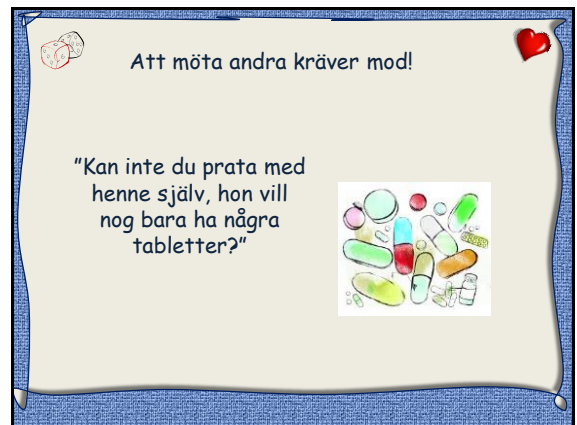 Att möta andra kräver mod!
”Kan inte du prata med
henne själv, hon vill
nog bara ha några
tabletter?”